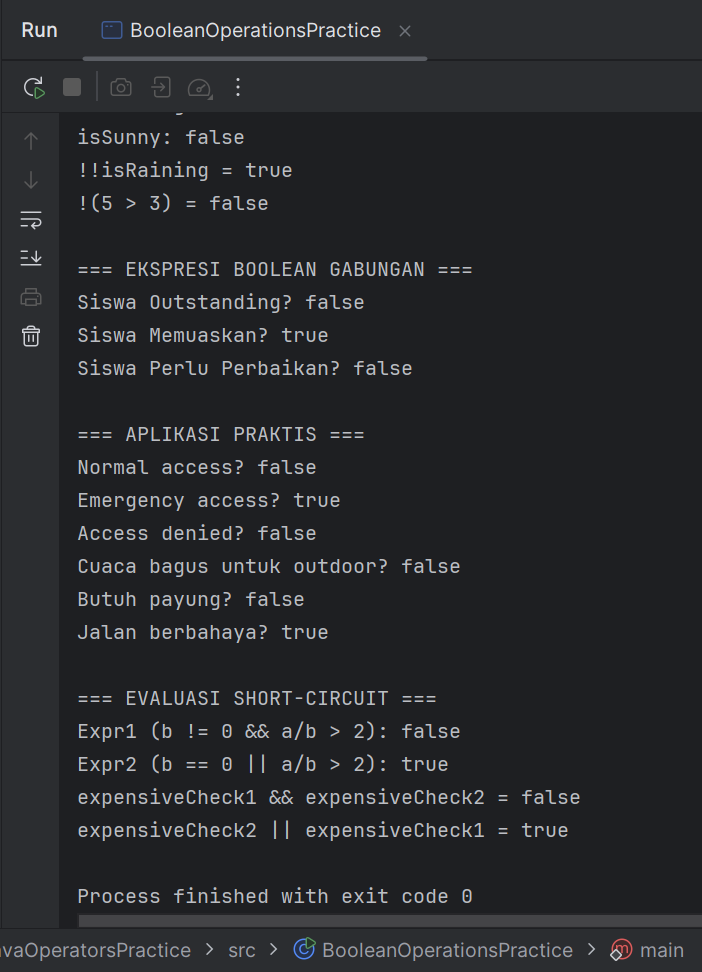 Run BooleanOperationsPractice
isSunny: false
!!isRaining = true
!(5 > 3) = false
=== EKSPRESI BOOLEAN GABUNGAN ===
Siswa Outstanding? false
Siswa Memuaskan? true
Siswa Perlu Perbaikan? false
=== APLIKASI PRAKTIS ===
Normal access? false
Emergency access? true
Access denied? false
Cuaca bagus untuk outdoor? false
Butuh payung? false
Jalan berbahaya? true
=== EVALUASI SHORT-CIRCUIT ===
Expr1 (b != 0 && a/b > 2): false
Expr2 (b == 0 || a/b > 2): true
expensiveCheck1 && expensiveCheck2 = false
expensiveCheck2 || expensiveCheck1 = true
Process finished with exit code 0
vaOperatorsPractice > src > BooleanOperationsPractice > main